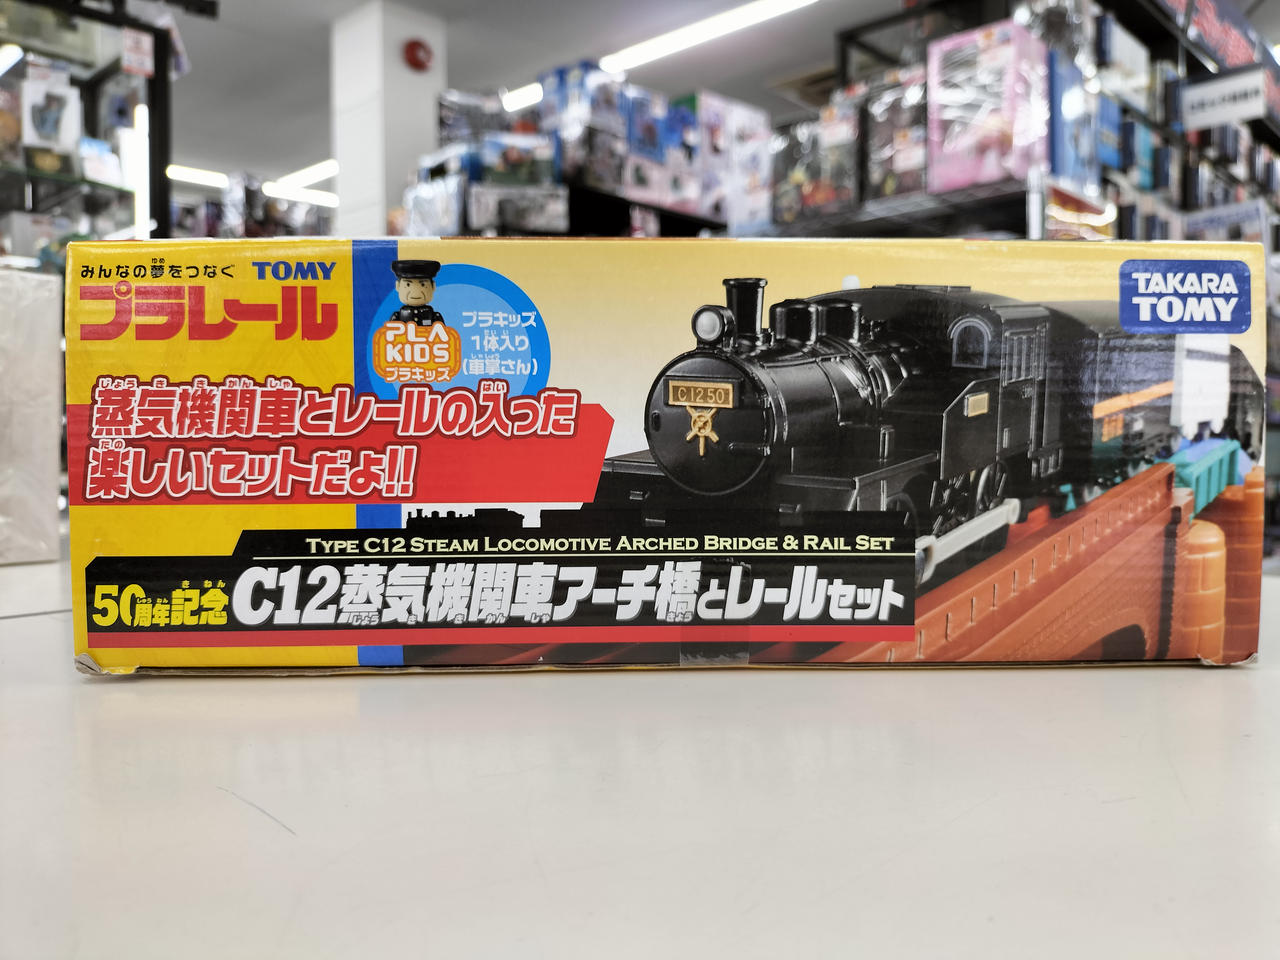 みんなの夢をつなぐ TOMY
プラレール
PLA
KIDS
プラキッズ
プラキッズ
1体入り
(車掌さん)
TAKARA
TOMY
C1250
蒸気機関車とレールの入った
楽しいセットだよ!!
TYPE C12 STEAM LOCOMOTIVE ARCHED BRIDGE & RAIL SET
50周年記念 C12蒸気機関車アーチ橋とレールセット